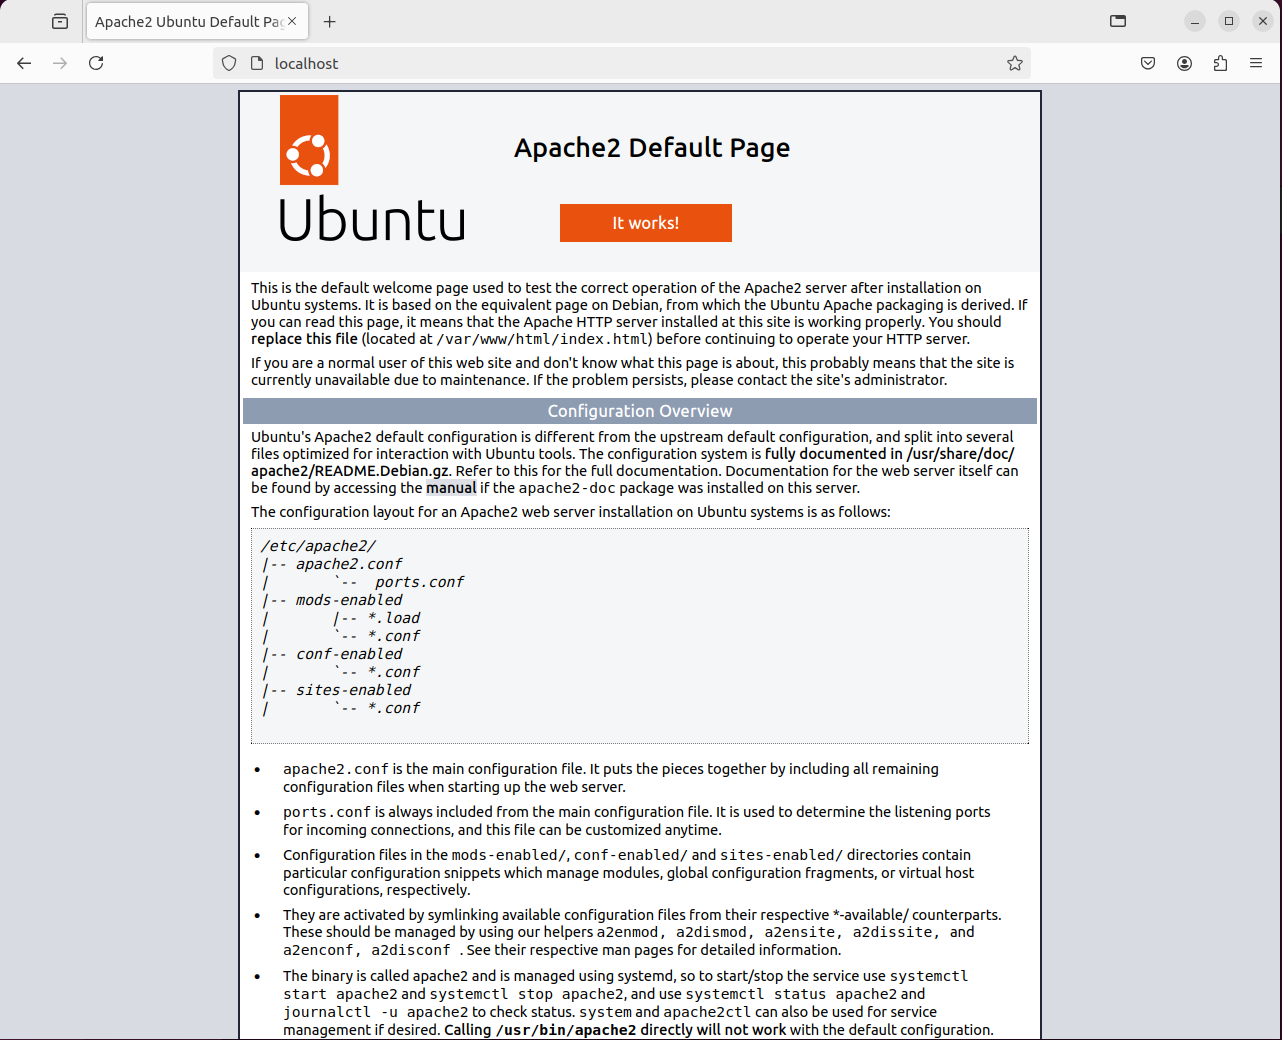 Apache2 Ubuntu Default Pag
localhost
Apache2 Default Page
Ubuntu
It works!
This is the default welcome page used to test the correct operation of the Apache2 server after installation on
Ubuntu systems. It is based on the equivalent page on Debian, from which the Ubuntu Apache packaging is derived. If
you can read this page, it means that the Apache HTTP server installed at this site is working properly. You should
replace this file (located at /var/www/html/index.html) before continuing to operate your HTTP server.
If you are a normal user of this web site and don't know what this page is about, this probably means that the site is
currently unavailable due to maintenance. If the problem persists, please contact the site's administrator.
Configuration Overview
Ubuntu's Apache2 default configuration is different from the upstream default configuration, and split into several
files optimized for interaction with Ubuntu tools. The configuration system is fully documented in /usr/share/doc/
apache2/README.Debian.gz. Refer to this for the full documentation. Documentation for the web server itself can
be found by accessing the manual if the apache2-doc package was installed on this server.
The configuration layout for an Apache2 web server installation on Ubuntu systems is as follows:
/etc/apache2/
|-- apache2.conf
|       `--  ports.conf
|-- mods-enabled
|       |-- *.load
|       `-- *.conf
|-- conf-enabled
|       `-- *.conf
|-- sites-enabled
|       `-- *.conf
• apache2.conf is the main configuration file. It puts the pieces together by including all remaining
configuration files when starting up the web server.
• ports.conf is always included from the main configuration file. It is used to determine the listening ports
for incoming connections, and this file can be customized anytime.
• Configuration files in the mods-enabled/, conf-enabled/ and sites-enabled/ directories contain
particular configuration snippets which manage modules, global configuration fragments, or virtual host
configurations, respectively.
• They are activated by symlinking available configuration files from their respective *-available/ counterparts.
These should be managed by using our helpers a2enmod, a2dismod, a2ensite, a2dissite, and
a2enconf, a2disconf . See their respective man pages for detailed information.
• The binary is called apache2 and is managed using systemd, so to start/stop the service use systemctl
start apache2 and systemctl stop apache2, and use systemctl status apache2 and
journalctl -u apache2 to check status. system and apache2ctl can also be used for service
management if desired. Calling /usr/bin/apache2 directly will not work with the default configuration.